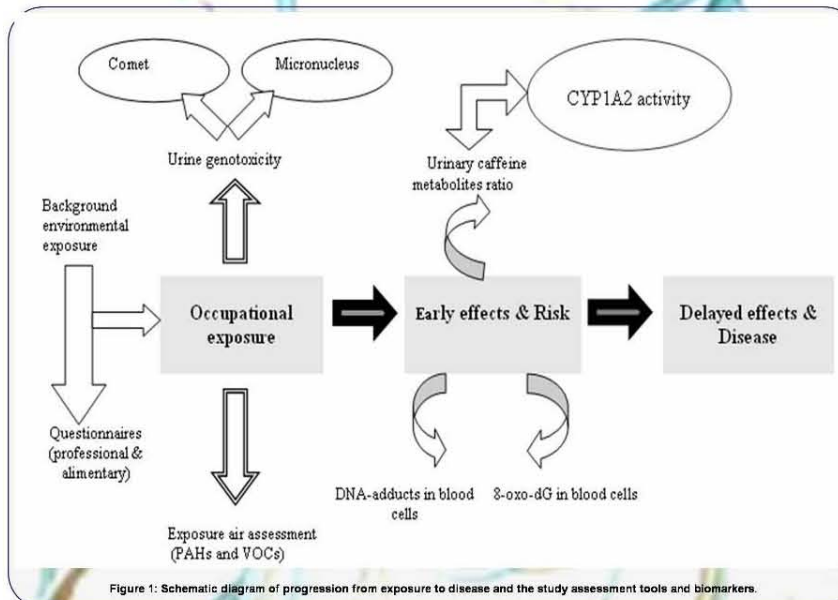 Comet
Micronucleus
CYP1A2 activity
Urine genotoxicity
Urinary caffeine
metabolites ratio
Background
environmental
exposure
Occupational
exposure
Early effects & Risk
Delayed effects &
Disease
Questionnaires
(professional &
alimentary)
DNA-adducts in blood
cells
8-oxo-dG in blood cells
Exposure air assessment
(PAHs and VOCs)
Figure 1: Schematic diagram of progression from exposure to disease and the study assessment tools and biomarkers.